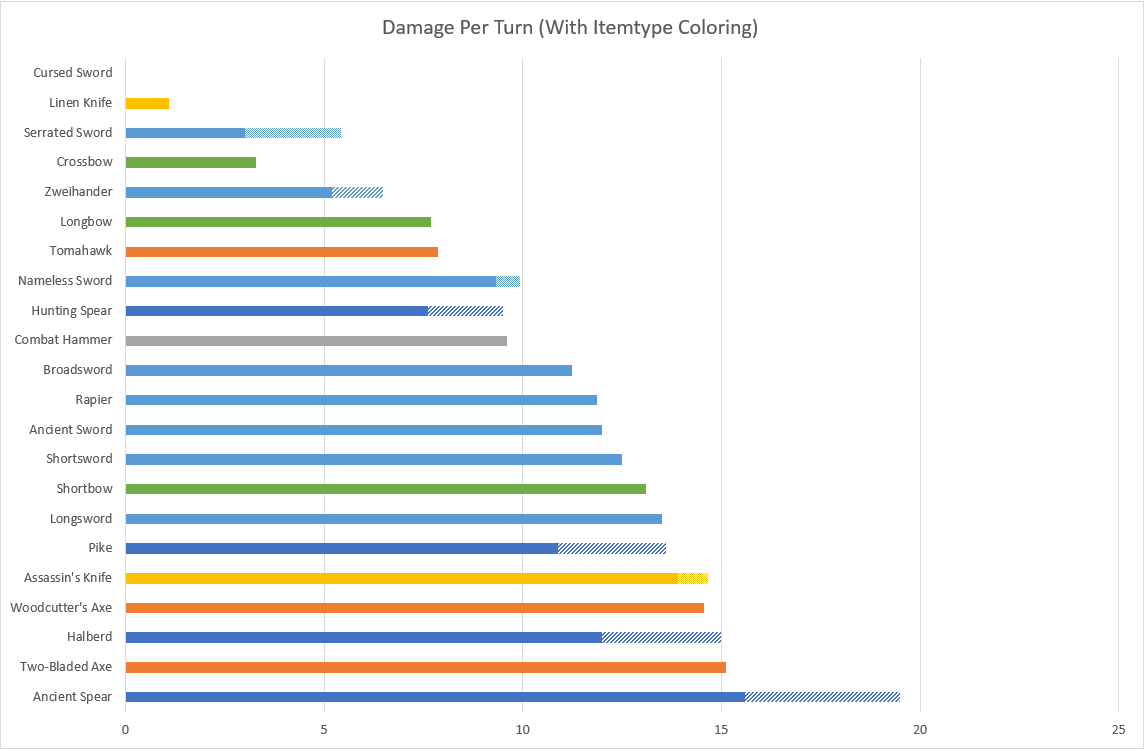 Damage Per Turn (With Itemtype Coloring)
Cursed Sword
Linen Knife
Serrated Sword
Crossbow
Zweihander
Longbow
Tomahawk
Nameless Sword
Hunting Spear
Combat Hammer
Broadsword
Rapier
Ancient Sword
Shortsword
Shortbow
Longsword
Pike
Assassin's Knife
Woodcutter's Axe
Halberd
Two-Bladed Axe
Ancient Spear
0 5 10 15 20 25